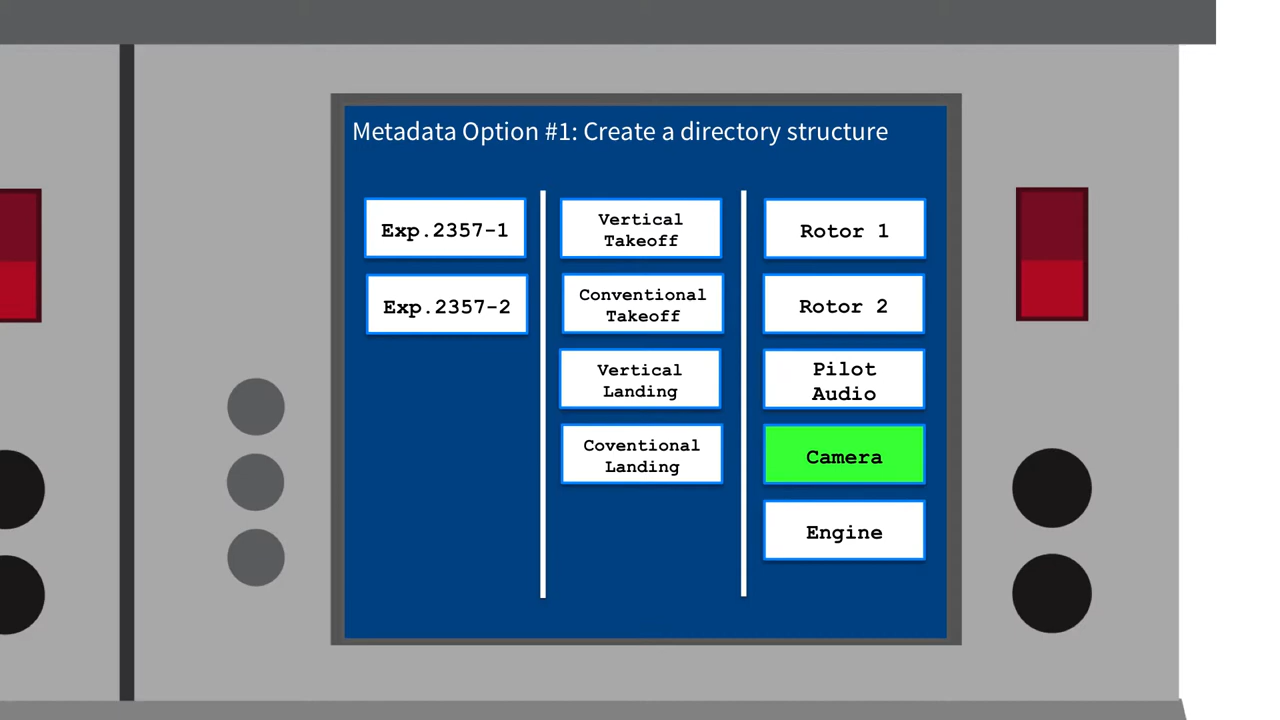 Metadata Option #1: Create a directory structure
Exp.2357-1
Exp.2357-2
Vertical
Takeoff
Conventional
Takeoff
Vertical
Landing
Coventional
Landing
Rotor 1
Rotor 2
Pilot
Audio
Camera
Engine